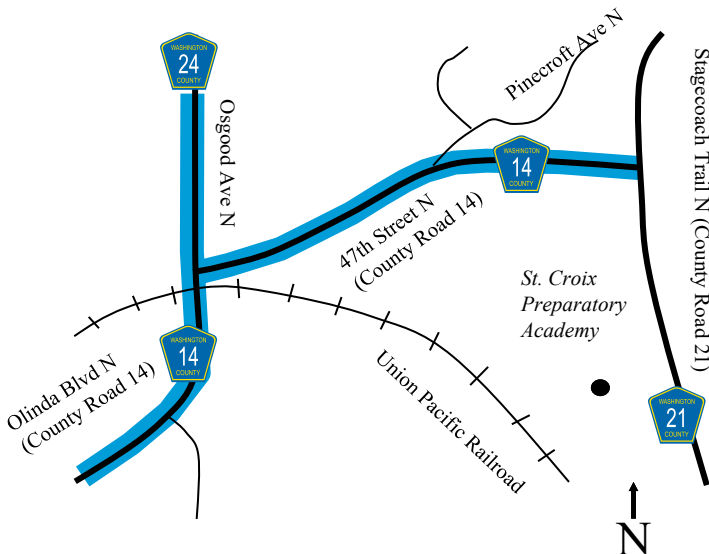 WASHINGTON
24
COUNTY
Osgood Ave N
Pinecroft Ave N
Stagecoach Trail N (County Road 21)
WASHINGTON
14
COUNTY
47th Street N
(County Road 14)
St. Croix
Preparatory
Academy
WASHINGTON
14
COUNTY
Olinda Blvd N
(County Road 14)
Union Pacific Railroad
WASHINGTON
21
COUNTY
N